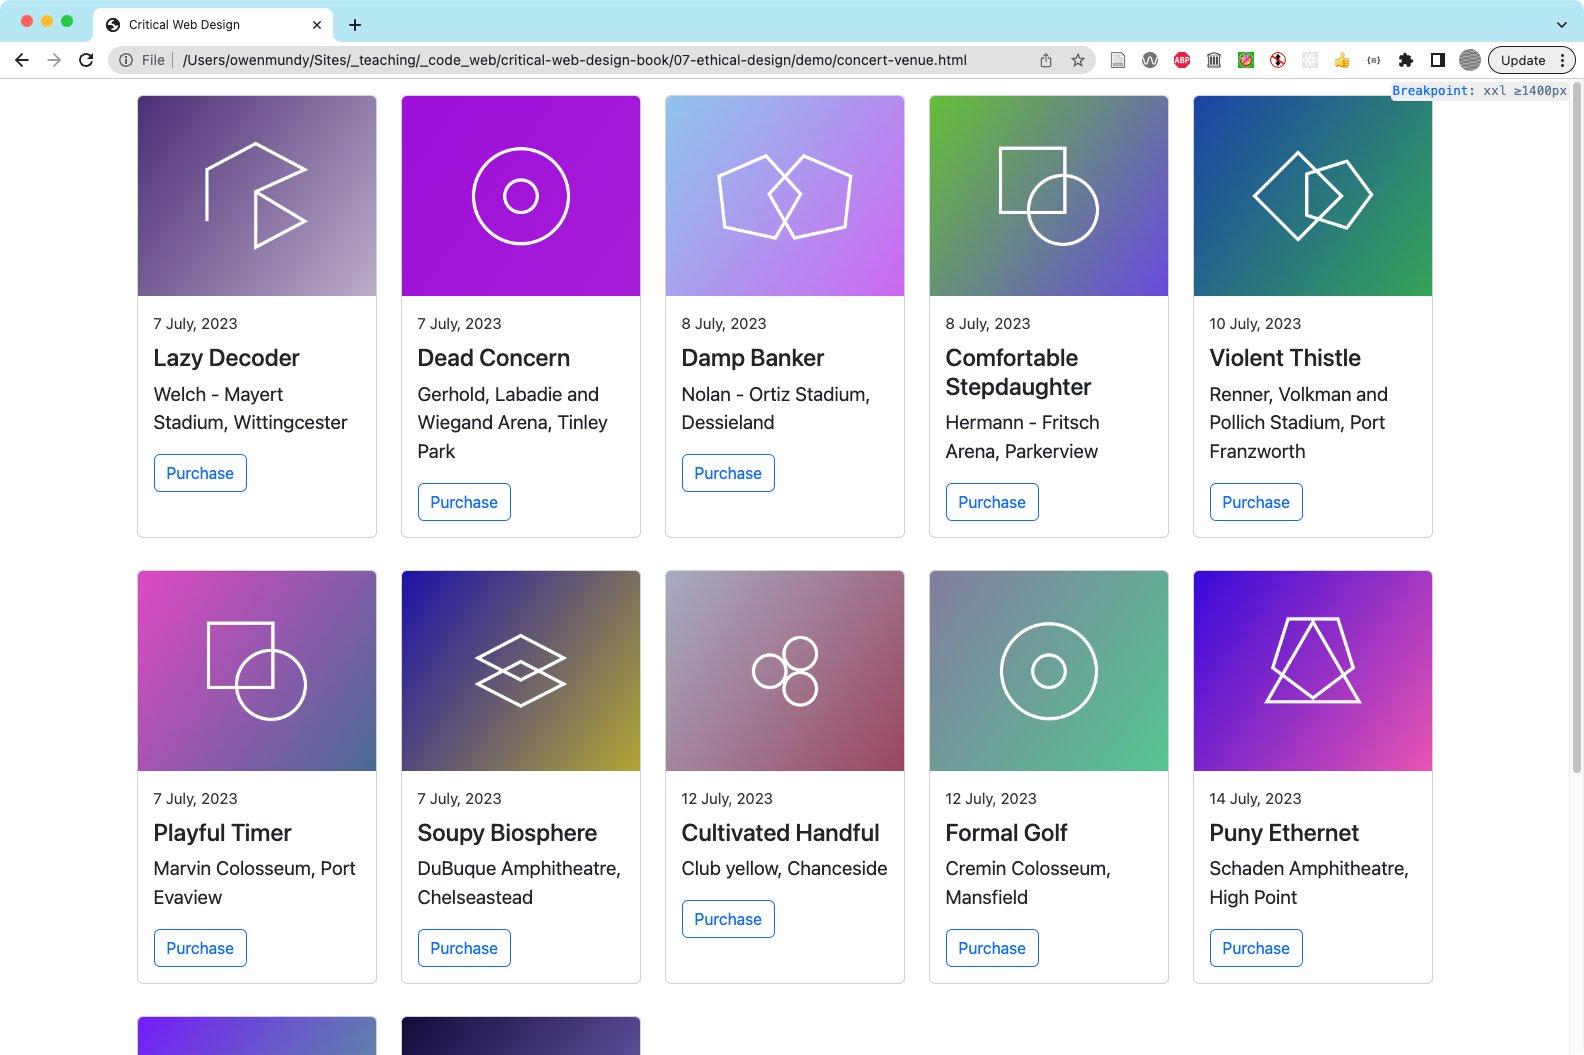 Critical Web Design
File
/Users/owenmundy/Sites/_teaching/_code_web/critical-web-design-book/07-ethical-design/demo/concert-venue.html
ABP
Update
Breakpoint: xxl ≥1400px
7 July, 2023
Lazy Decoder
Welch - Mayert
Stadium, Wittingcester
Purchase
7 July, 2023
Dead Concern
Gerhold, Labadie and
Wiegand Arena, Tinley
Park
Purchase
8 July, 2023
Damp Banker
Nolan - Ortiz Stadium,
Dessieland
Purchase
8 July, 2023
Comfortable
Stepdaughter
Hermann - Fritsch
Arena, Parkerview
Purchase
10 July, 2023
Violent Thistle
Renner, Volkman and
Pollich Stadium, Port
Franzworth
Purchase
7 July, 2023
Playful Timer
Marvin Colosseum, Port
Evaview
Purchase
7 July, 2023
Soupy Biosphere
DuBuque Amphitheatre,
Chelseastead
Purchase
12 July, 2023
Cultivated Handful
Club yellow, Chanceside
Purchase
12 July, 2023
Formal Golf
Cremin Colosseum,
Mansfield
Purchase
14 July, 2023
Puny Ethernet
Schaden Amphitheatre,
High Point
Purchase